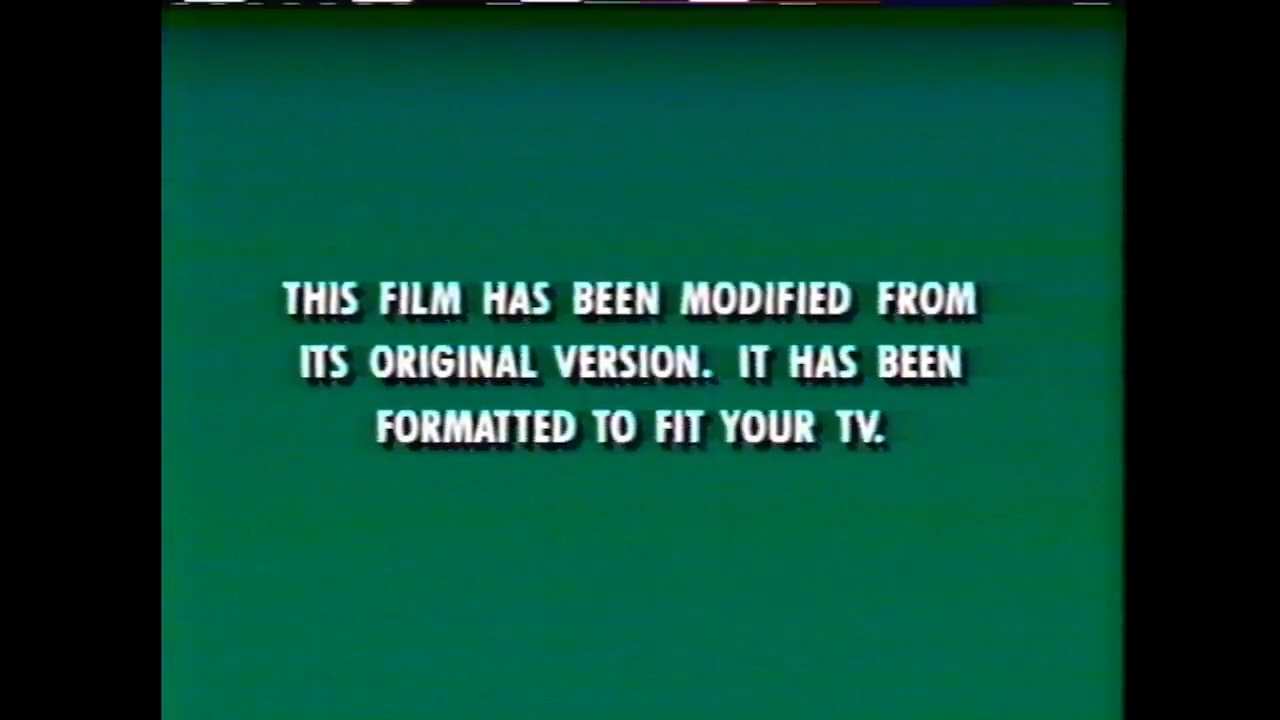 THIS FILM HAS BEEN MODIFIED FROM
ITS ORIGINAL VERSION. IT HAS BEEN
FORMATTED TO FIT YOUR TV.